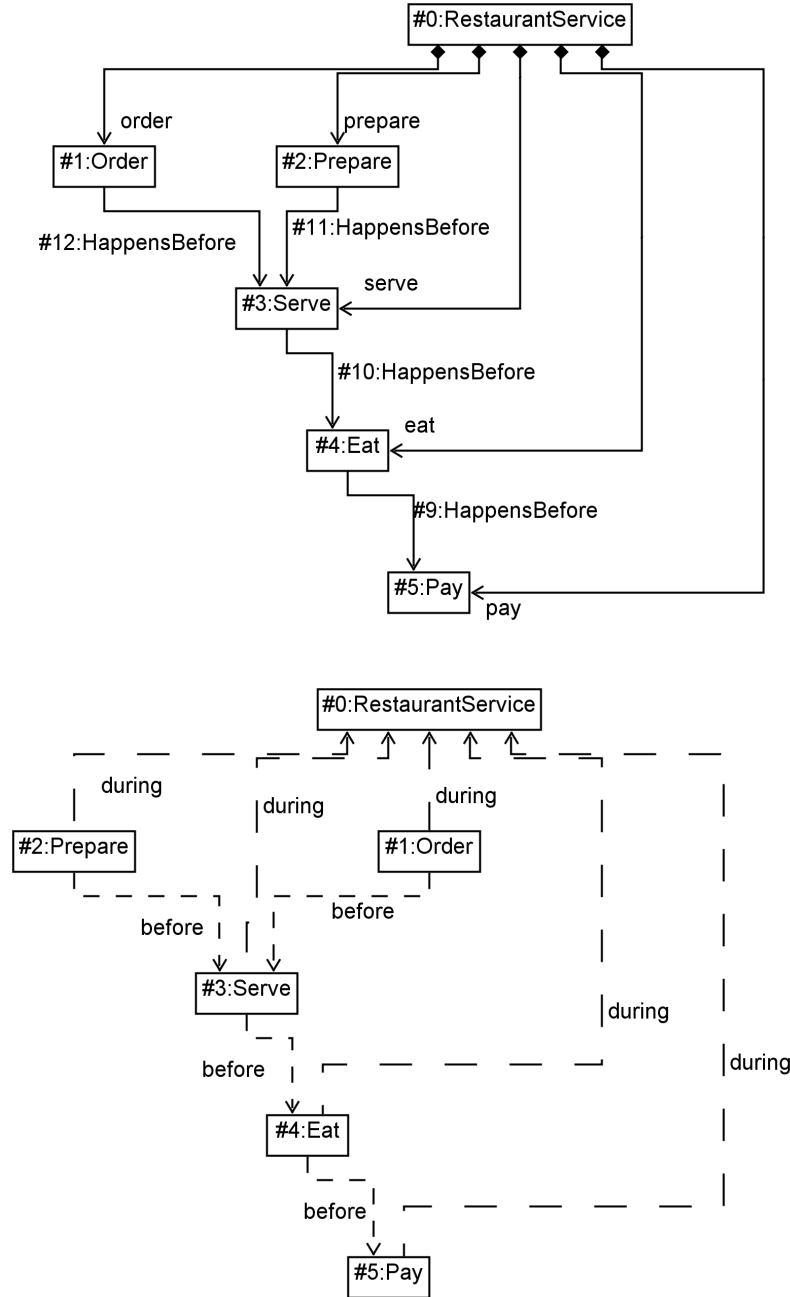 #0:RestaurantService
order
prepare
#1:Order
#2:Prepare
#12:HappensBefore
#11:HappensBefore
serve
#3:Serve
#10:HappensBefore
eat
#4:Eat
#9:HappensBefore
#5:Pay
pay
#0:RestaurantService
during
during
during
#2:Prepare
#1:Order
before
before
#3:Serve
during
before
during
#4:Eat
before
#5:Pay